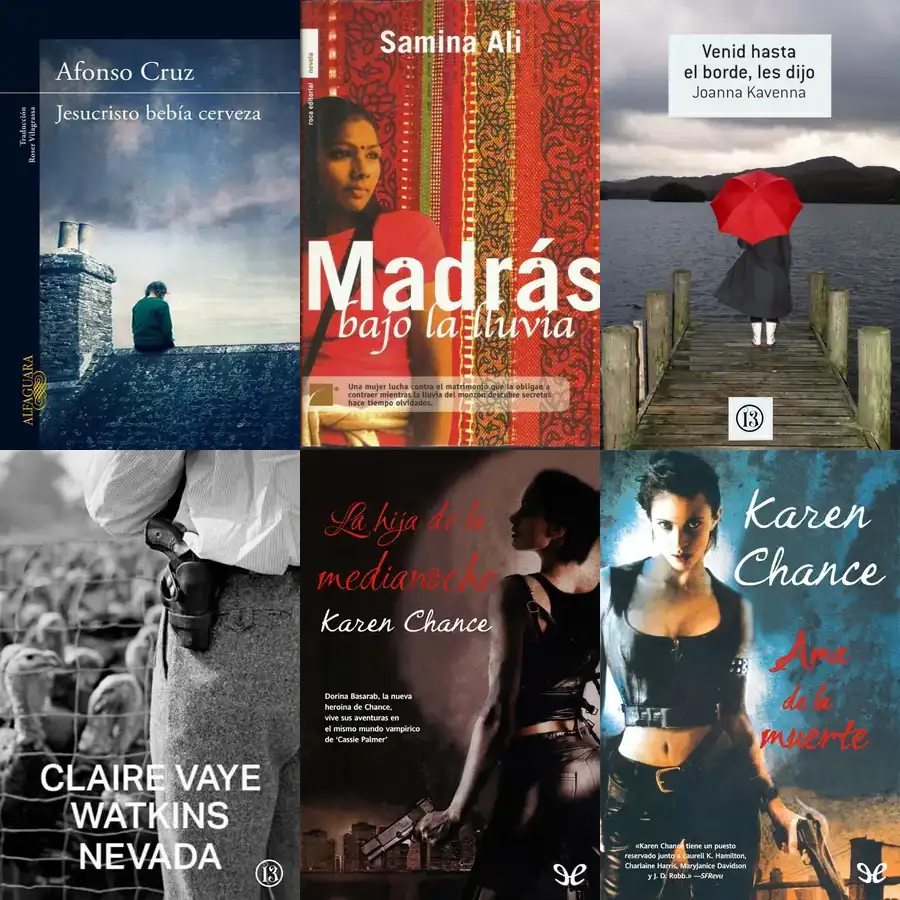 Afonso Cruz
Jesucristo bebía cerveza
Traducción
Roser Vilagrassa
ALFAGUARA
Samina Ali
roca editorial novela
Madrás
bajo la lluvia
Una mujer lucha contra el matrimonio que la obligan a
contraer mientras la lluvia del monzón descubre secretos
hace tiempo olvidados.
Venid hasta
el borde, les dijo
Joanna Kavenna
13
CLAIRE VAYE
WATKINS
NEVADA
13
La hija de la
medianoche
Karen Chance
Dorina Basarab, la nueva
heroína de Chance,
vive sus aventuras en
el mismo mundo vampírico
de ‘Cassie Palmer’
Karen
Chance
Ama
de la
muerte
«Karen Chance tiene un puesto
reservado junto a Laurell K. Hamilton,
Charlaine Harris, MaryJanice Davidson
y J. D. Robb.» —SFRevu